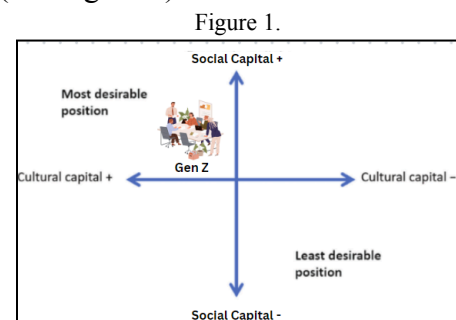 Figure 1.
Social Capital +
Most desirable
position
Gen Z
Cultural capital +
Cultural capital –
Least desirable
position
Social Capital -